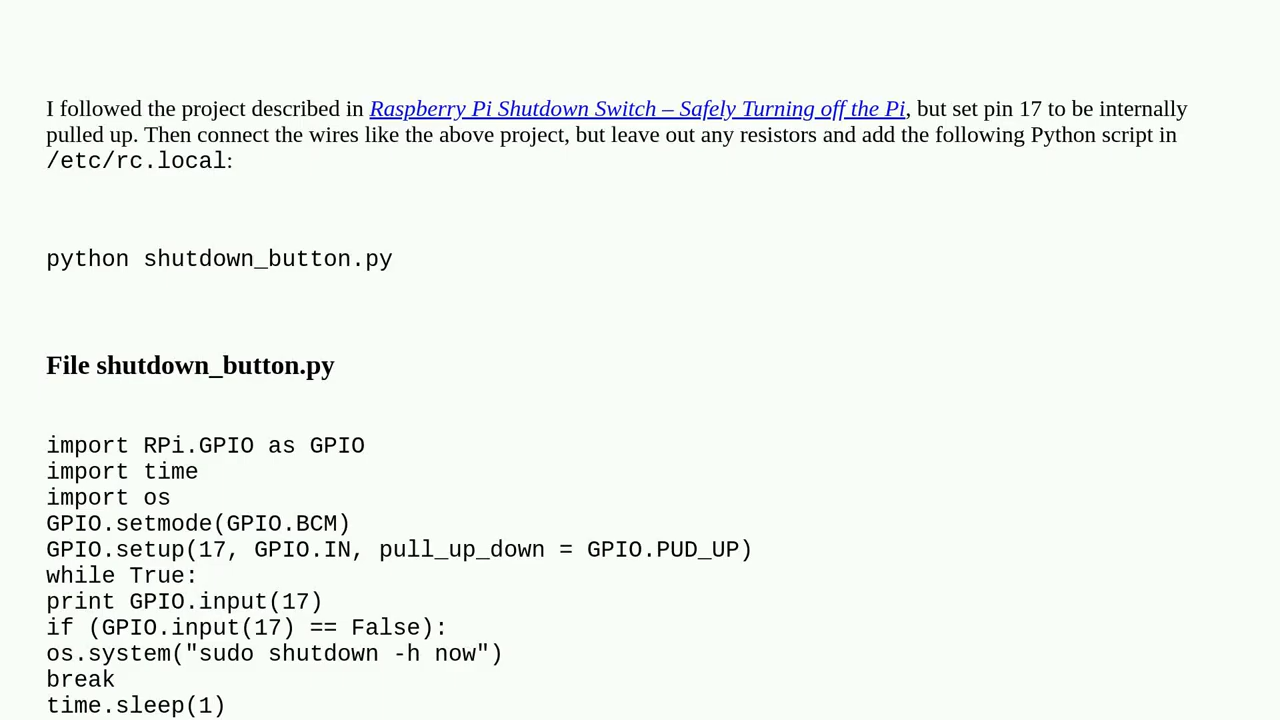 I followed the project described in Raspberry Pi Shutdown Switch – Safely Turning off the Pi, but set pin 17 to be internally
pulled up. Then connect the wires like the above project, but leave out any resistors and add the following Python script in
/etc/rc.local:
python shutdown_button.py
File shutdown_button.py
import RPi.GPIO as GPIO
import time
import os
GPIO.setmode(GPIO.BCM)
GPIO.setup(17, GPIO.IN, pull_up_down = GPIO.PUD_UP)
while True:
print GPIO.input(17)
if (GPIO.input(17) == False):
os.system("sudo shutdown -h now")
break
time.sleep(1)